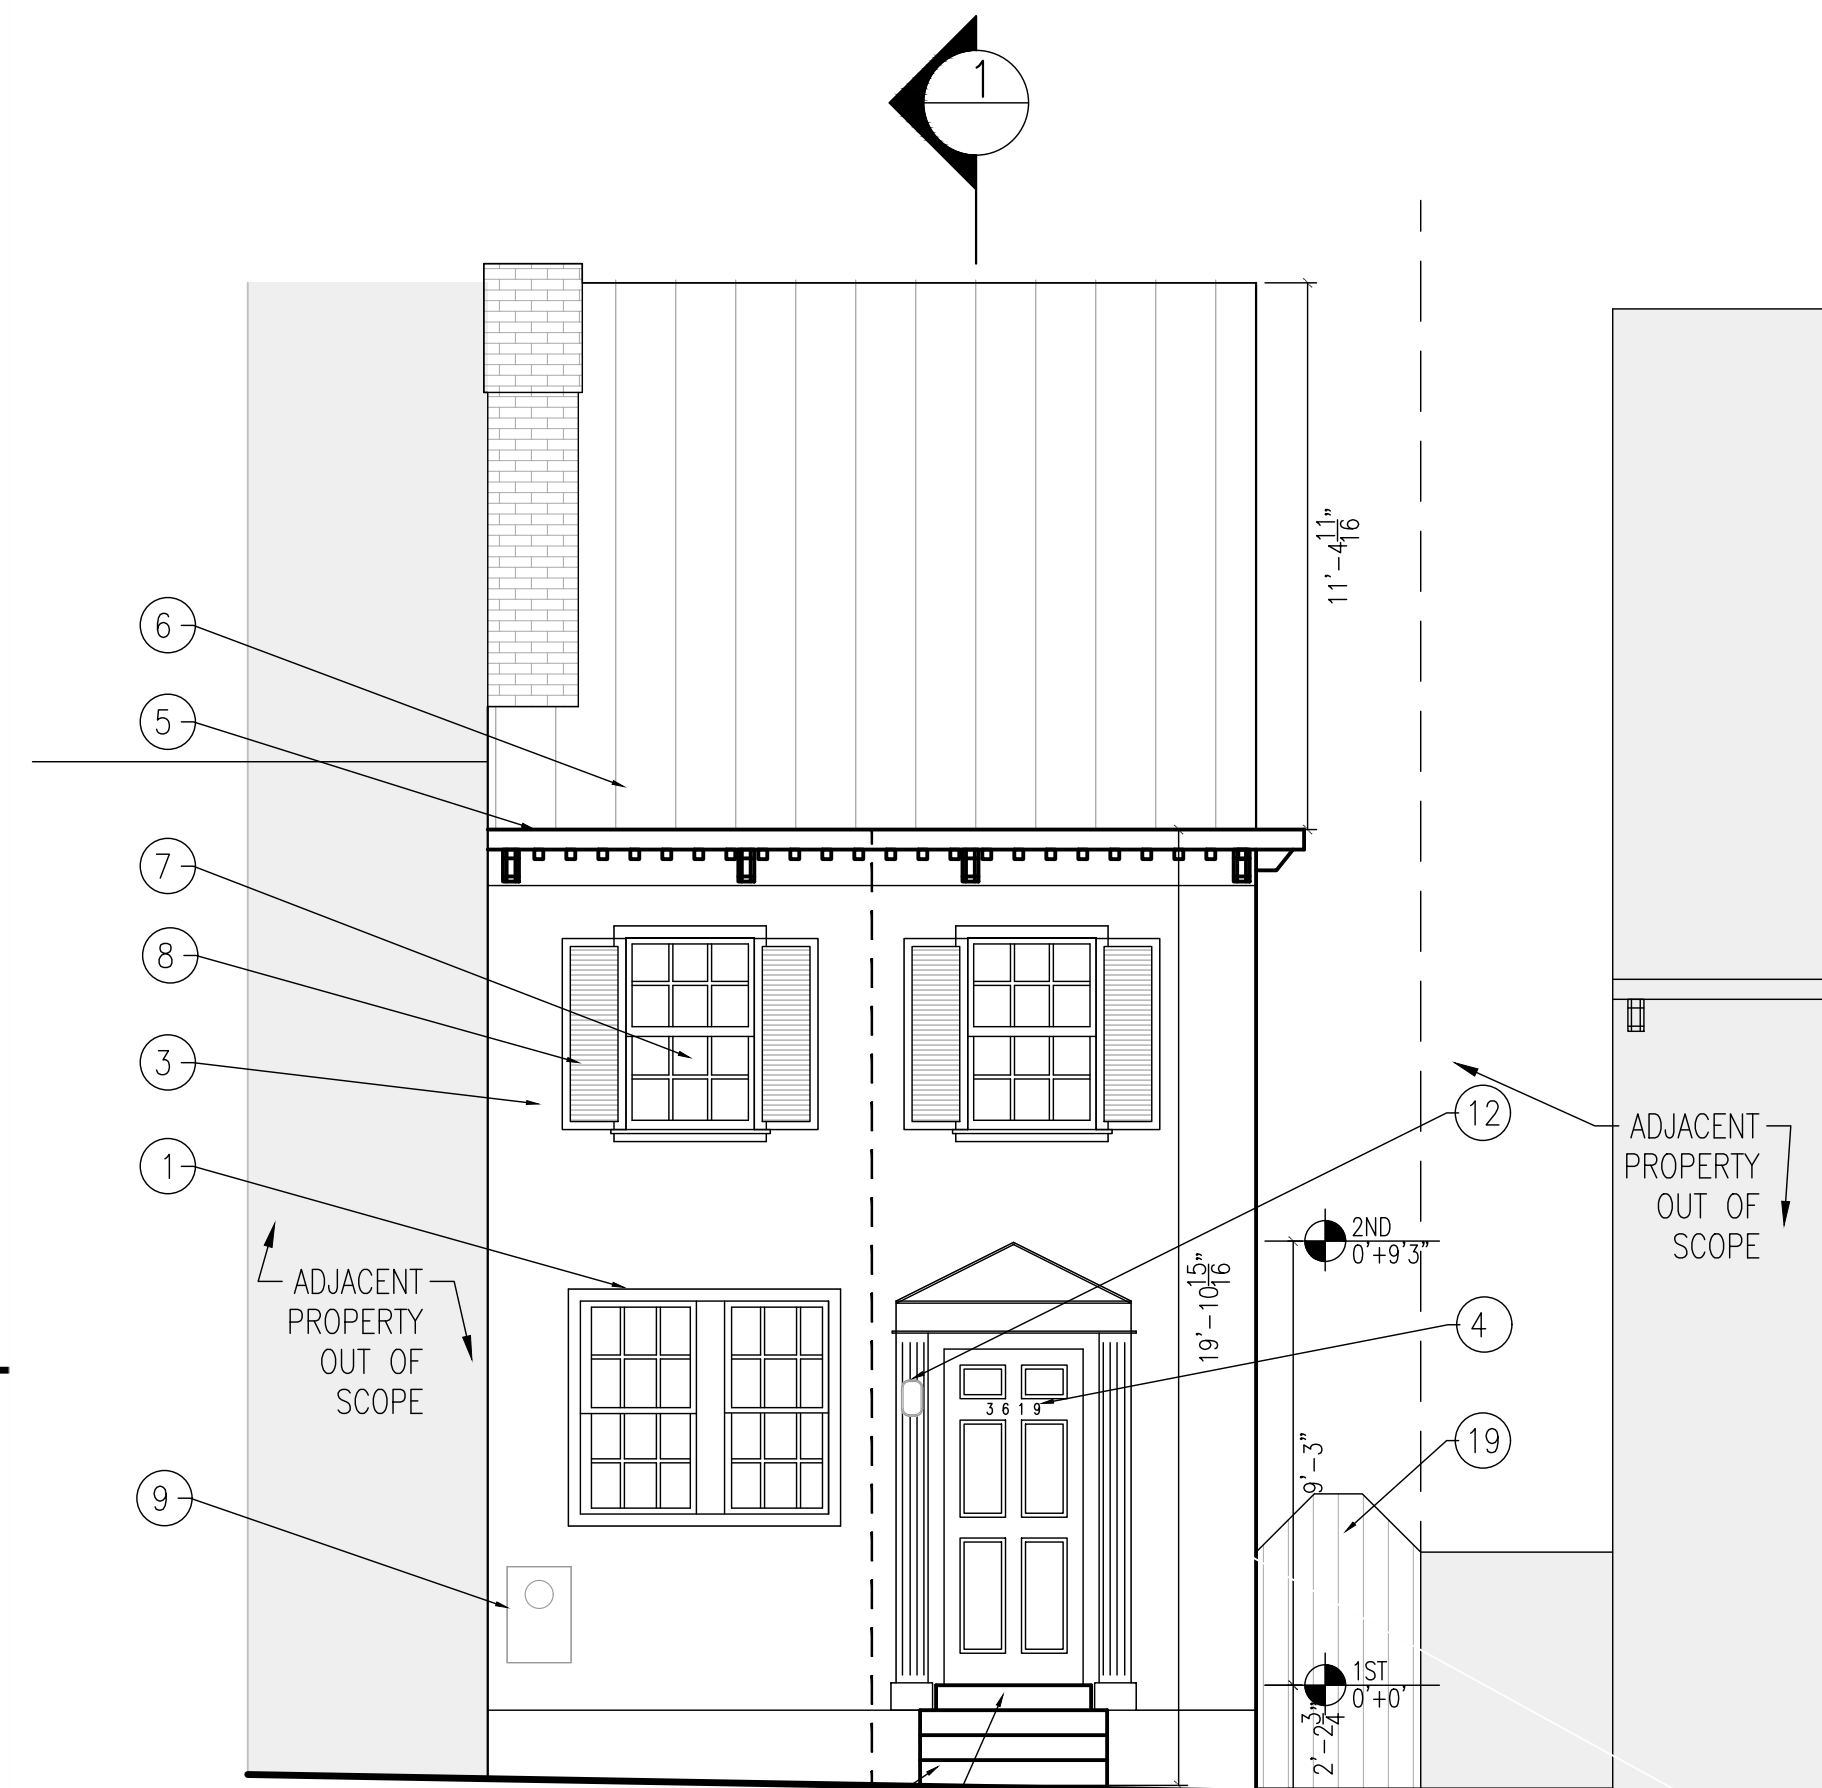 1
11'-4 11/16"
6
5
7
8
3
1
12
ADJACENT
PROPERTY
OUT OF
SCOPE
2ND
0'+9'3"
19'-10 15/16"
ADJACENT
PROPERTY
OUT OF
SCOPE
4
3619
19
9'-3"
9
1ST
0'+0'
2'-2 3/4"